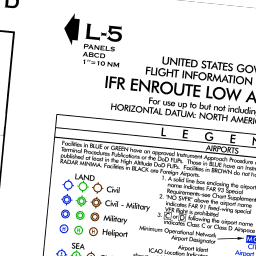 D
L-5
PANELS
ABCD
1"=10 NM
UNITED STATES GOV
FLIGHT INFORMATION
IFR ENROUTE LOW A
For use up to but not including
HORIZONTAL DATUM: NORTH AMERIC
L E G E N
AIRPORTS
Facilities in BLUE or GREEN have an approved Instrument Approach Procedure
Terminal Procedures Publications or the DoD FLIPs. Those in BLUE have an Instrum
published at least in the High Altitude DoD FLIPs. Facilities in BROWN do not h
RADAR MINIMA. Facilities in BLACK are Foreign Airports.
LAND
Civil
Civil - Military
Military
H Heliport
SEA
1. A solid line box enclosing the airport
name indicates FAR 93 Special
Requirements-see Chart Supplement
2. "NO SVFR" above the airport name
indicates FAR 91 fixed-wing special
VFR flight is prohibited
3. C or D following the airport name
indicates Class C or Class D Airspace
Minimum Operational Network
Airport Designator
Airport Ident
ICAO Location Indicator